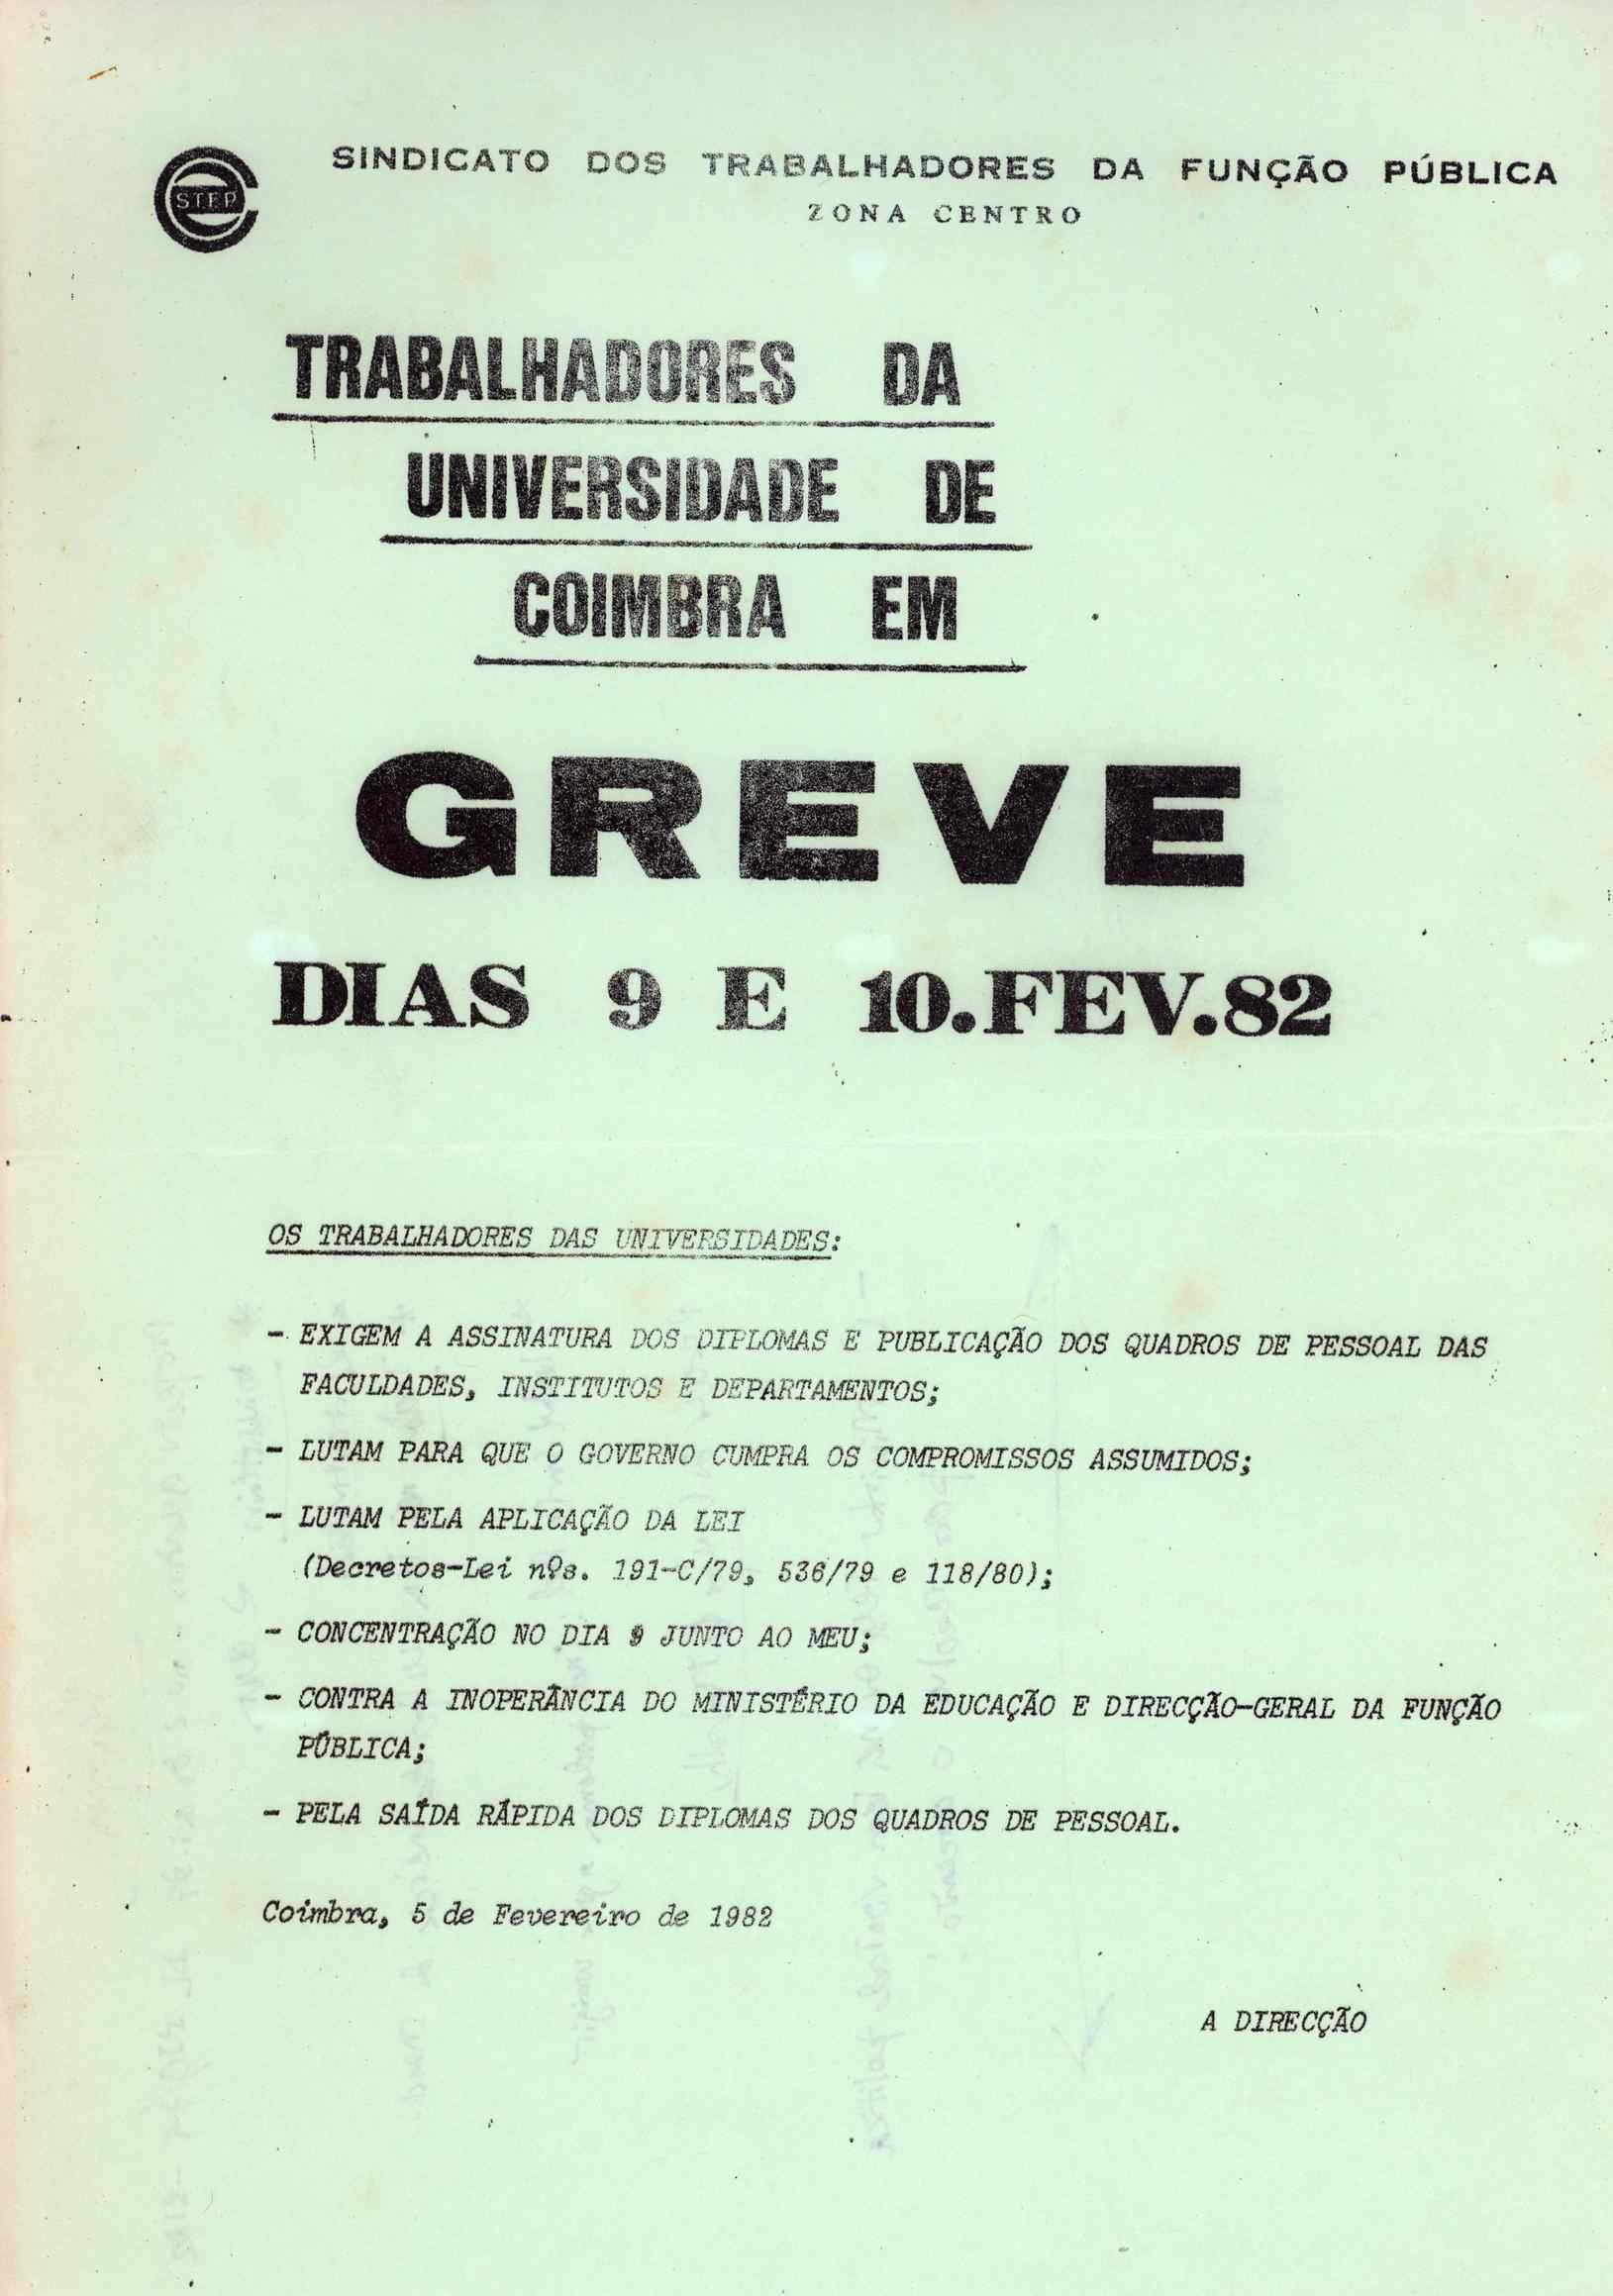 STFP
SINDICATO DOS TRABALHADORES DA FUNÇÃO PÚBLICA
ZONA CENTRO
TRABALHADORES DA
UNIVERSIDADE DE
COIMBRA EM
GREVE
DIAS 9 E 10.FEV.82
OS TRABALHADORES DAS UNIVERSIDADES:
- EXIGEM A ASSINATURA DOS DIPLOMAS E PUBLICAÇÃO DOS QUADROS DE PESSOAL DAS
FACULDADES, INSTITUTOS E DEPARTAMENTOS;
- LUTAM PARA QUE O GOVERNO CUMPRA OS COMPROMISSOS ASSUMIDOS;
- LUTAM PELA APLICAÇÃO DA LEI
(Decretos-Lei nºs. 191-C/79, 536/79 e 118/80);
- CONCENTRAÇÃO NO DIA 9 JUNTO AO MEU;
- CONTRA A INOPERÂNCIA DO MINISTÉRIO DA EDUCAÇÃO E DIRECÇÃO-GERAL DA FUNÇÃO
PÚBLICA;
- PELA SAÍDA RÁPIDA DOS DIPLOMAS DOS QUADROS DE PESSOAL.
Coimbra, 5 de Fevereiro de 1982
A DIRECÇÃO